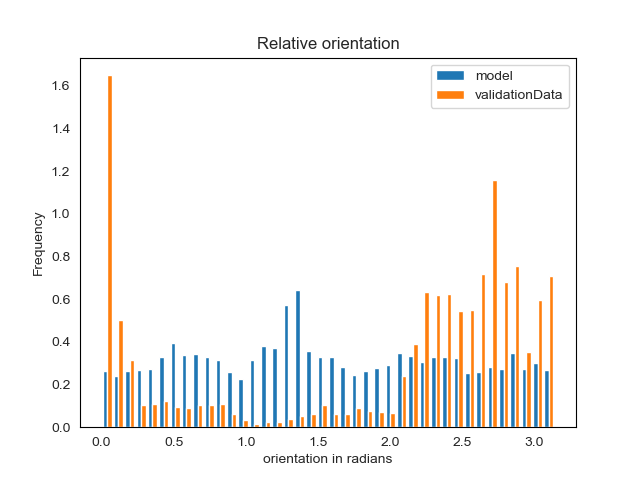 Relative orientation
model
validationData
Frequency
1.6
1.4
1.2
1.0
0.8
0.6
0.4
0.2
0.0
0.0 0.5 1.0 1.5 2.0 2.5 3.0
orientation in radians